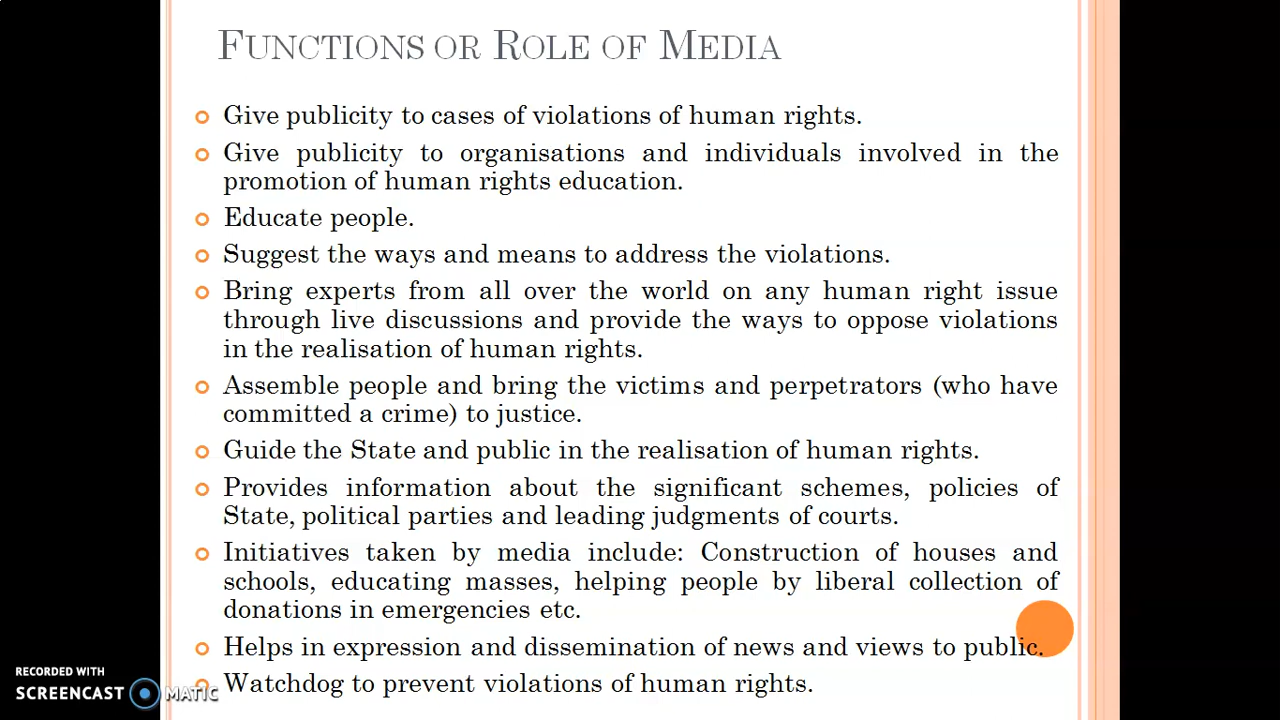 FUNCTIONS OR ROLE OF MEDIA
Give publicity to cases of violations of human rights.
Give publicity to organisations and individuals involved in the
promotion of human rights education.
Educate people.
Suggest the ways and means to address the violations.
Bring experts from all over the world on any human right issue
through live discussions and provide the ways to oppose violations
in the realisation of human rights.
Assemble people and bring the victims and perpetrators (who have
committed a crime) to justice.
Guide the State and public in the realisation of human rights.
Provides information about the significant schemes, policies of
State, political parties and leading judgments of courts.
Initiatives taken by media include: Construction of houses and
schools, educating masses, helping people by liberal collection of
donations in emergencies etc.
Helps in expression and dissemination of news and views to public.
Watchdog to prevent violations of human rights.
RECORDED WITH
SCREENCAST MATIC